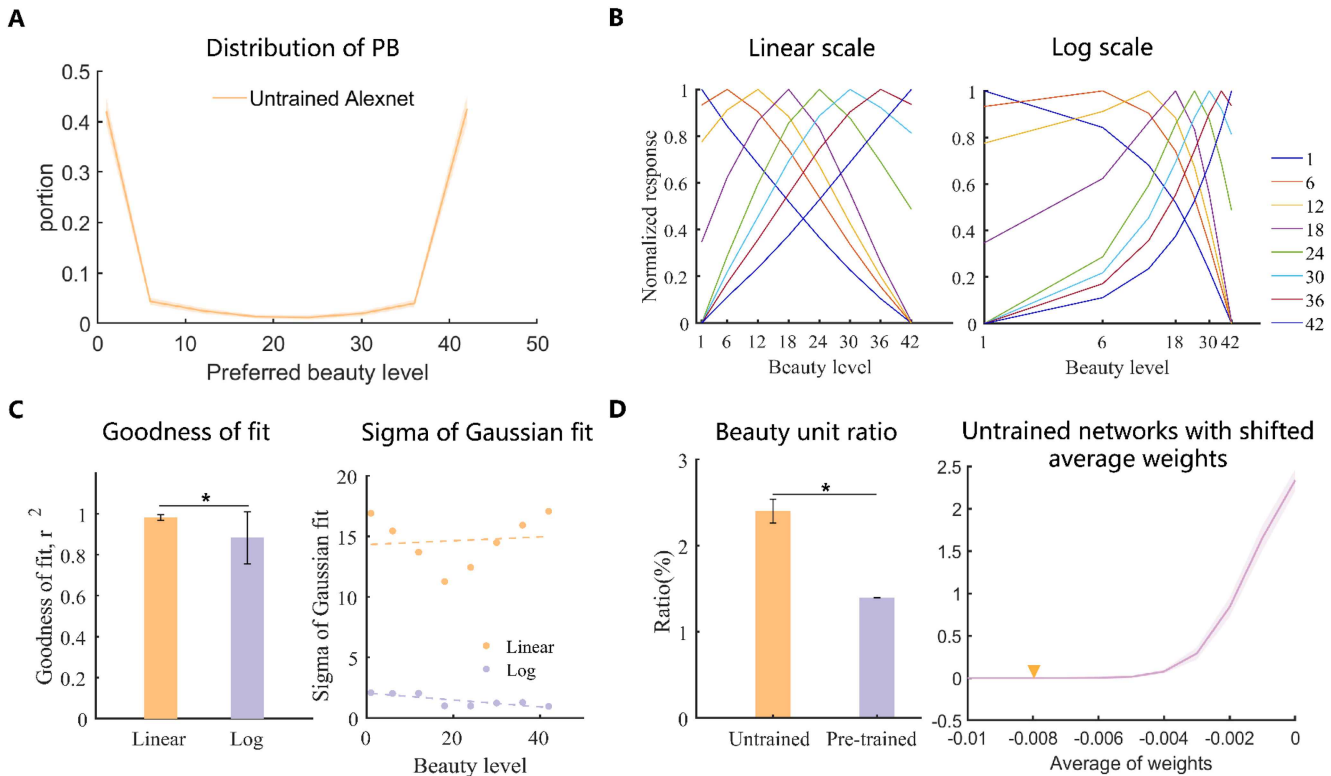 A
Distribution of PB
0.5
0.4
0.3
0.2
0.1
0
portion
Untrained Alexnet
0 10 20 30 40 50
Preferred beauty level
B
Linear scale
Log scale
1
0.8
0.6
0.4
0.2
0
Normalized response
1 6 12 18 24 30 36 42
Beauty level
1
0.8
0.6
0.4
0.2
0
1 6 18 30 42
Beauty level
1
6
12
18
24
30
36
42
C
Goodness of fit
Sigma of Gaussian fit
*
1
0.8
0.6
0.4
0.2
0
Goodness of fit, r 2
Linear Log
20
15
10
5
0
Sigma of Gaussian fit
Linear
Log
0 20 40
Beauty level
D
Beauty unit ratio
Untrained networks with shifted
average weights
*
3
2
1
0
Ratio(%)
Untrained Pre-trained
2.5
2
1.5
1
0.5
0
-0.5
-0.01 -0.008 -0.006 -0.004 -0.002 0
Average of weights